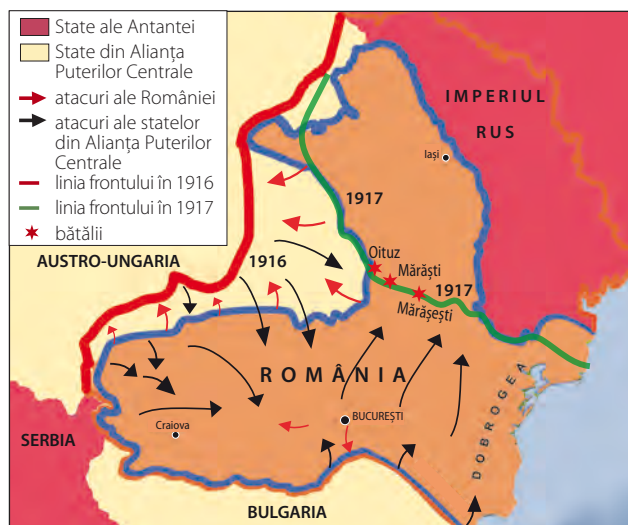 State ale Antantei
State din Alianța
Puterilor Centrale
atacuri ale României
atacuri ale statelor
din Alianța Puterilor
Centrale
linia frontului în 1916
linia frontului în 1917
bătălii
IMPERIUL
RUS
Iași
1917
Oituz
AUSTRO-UNGARIA
1916
Mărăști
1917
Mărășești
ROMÂNIA
DOBROGEA
BUCUREȘTI
Craiova
SERBIA
BULGARIA